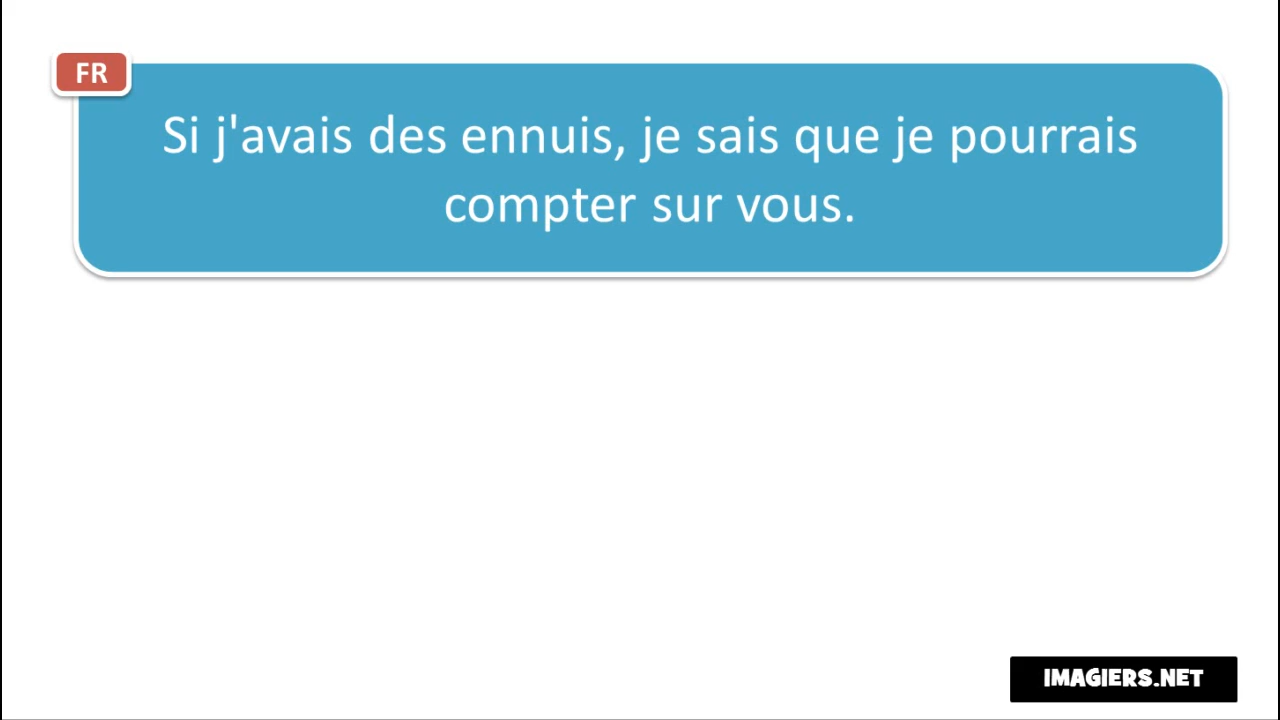 FR
Si j'avais des ennuis, je sais que je pourrais
compter sur vous.
IMAGIERS.NET